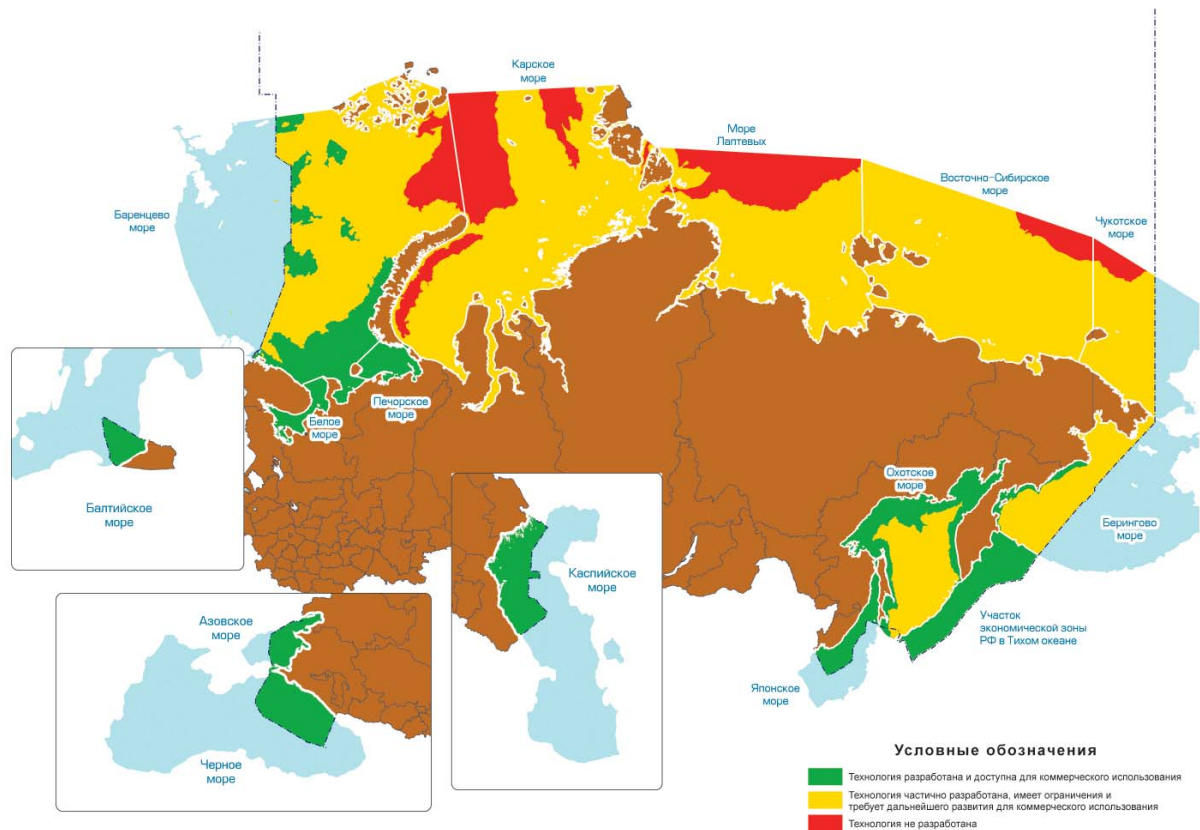 Карское
море
Море
Лаптевых
Восточно-Сибирское
море
Чукотское
море
Баренцево
море
Печорское
море
Белое
море
Охотское
море
Берингово
море
Балтийское
море
Каспийское
море
Азовское
море
Участок
экономической зоны
РФ в Тихом океане
Японское
море
Черное
море
Условные обозначения
Технология разработана и доступна для коммерческого использования
Технология частично разработана, имеет ограничения и
требует дальнейшего развития для коммерческого использования
Технология не разработана